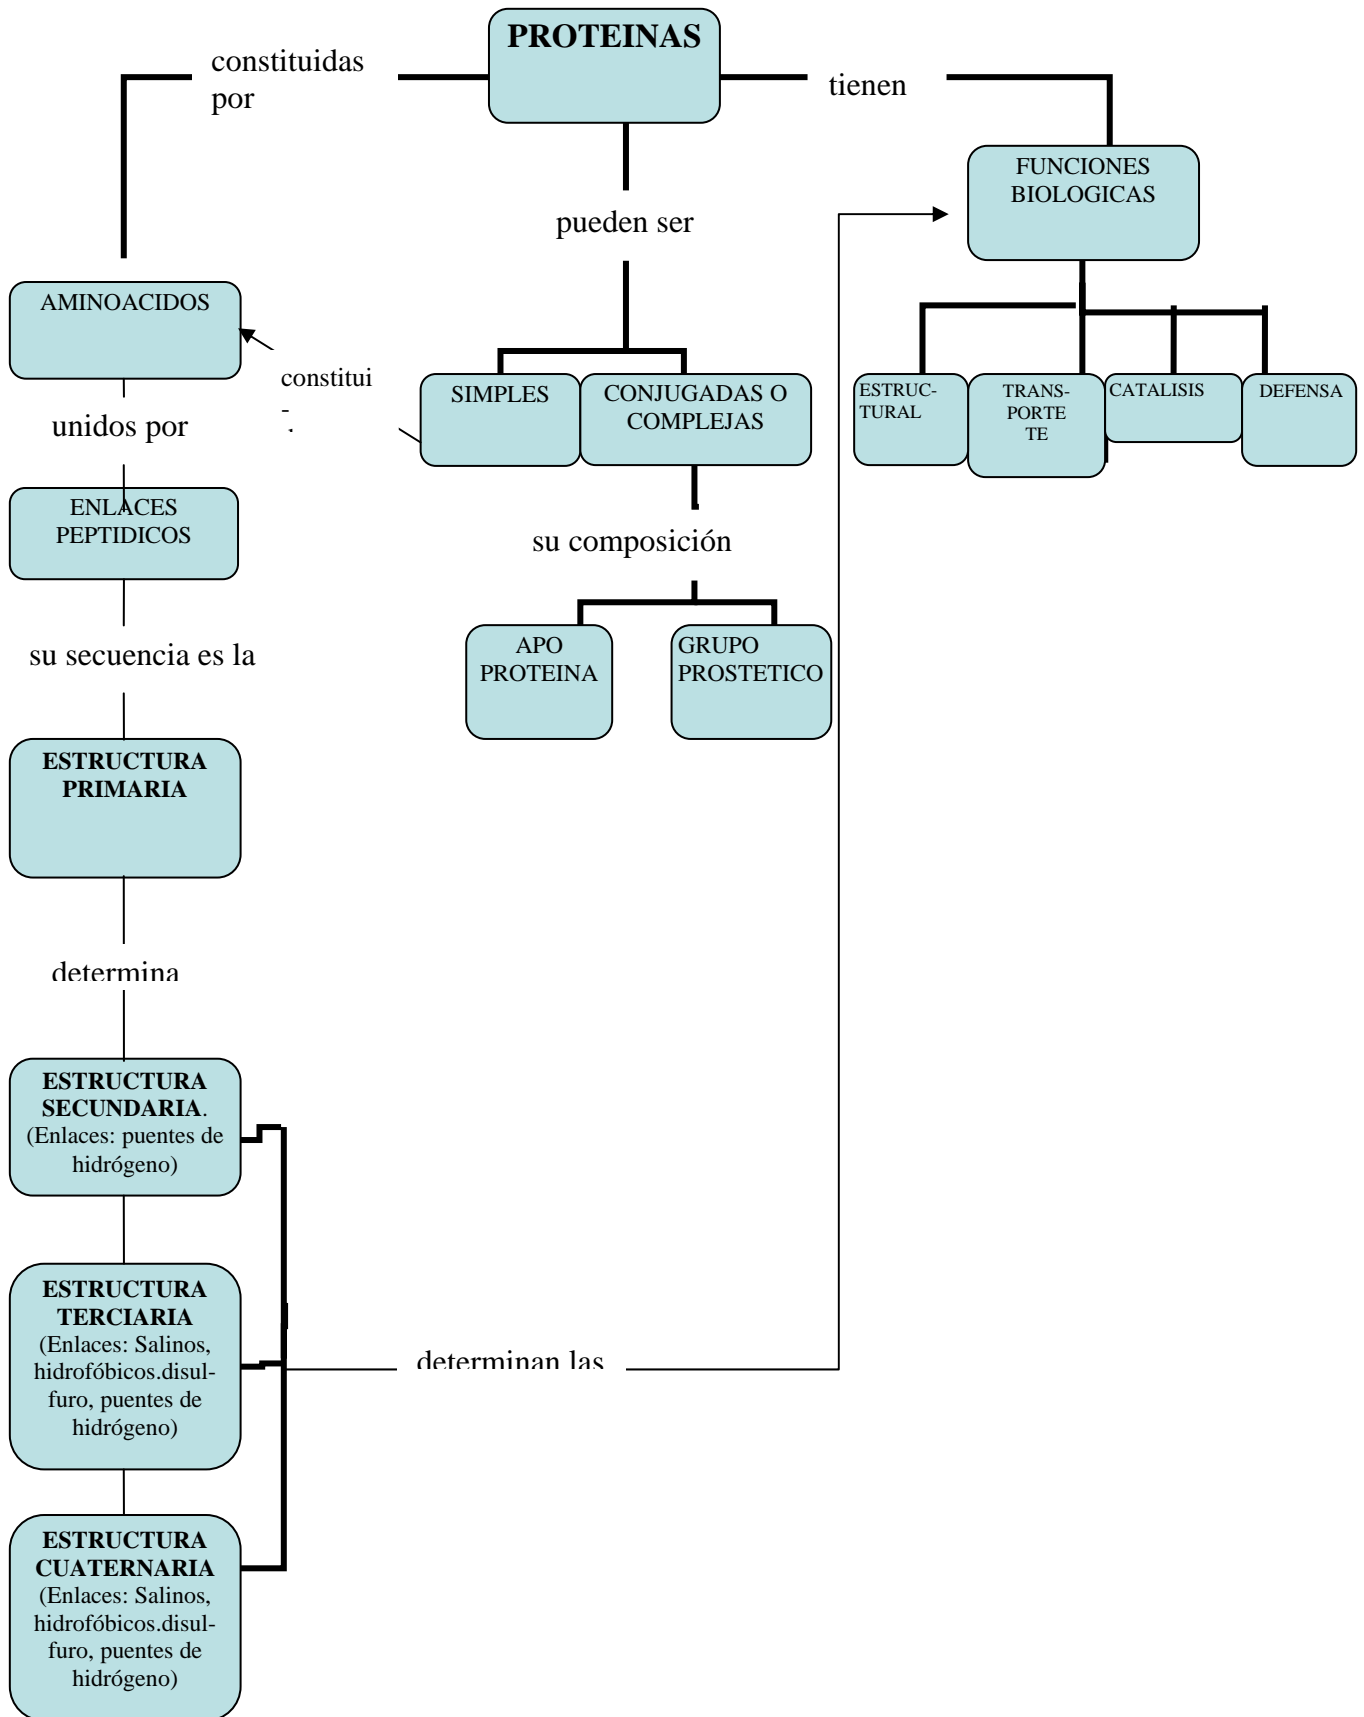 PROTEINAS
constituidas
por
tienen
FUNCIONES
BIOLOGICAS
pueden ser
AMINOACIDOS
constitui
-
SIMPLES
CONJUGADAS O
COMPLEJAS
ESTRUC-
TURAL
TRANS-
PORTE
TE
CATALISIS
DEFENSA
unidos por
ENLACES
PEPTIDICOS
su composición
su secuencia es la
APO
PROTEINA
GRUPO
PROSTETICO
ESTRUCTURA
PRIMARIA
determina
ESTRUCTURA
SECUNDARIA.
(Enlaces: puentes de
hidrógeno)
ESTRUCTURA
TERCIARIA
(Enlaces: Salinos,
hidrofóbicos.disul-
furo, puentes de
hidrógeno)
determinan las
ESTRUCTURA
CUATERNARIA
(Enlaces: Salinos,
hidrofóbicos.disul-
furo, puentes de
hidrógeno)